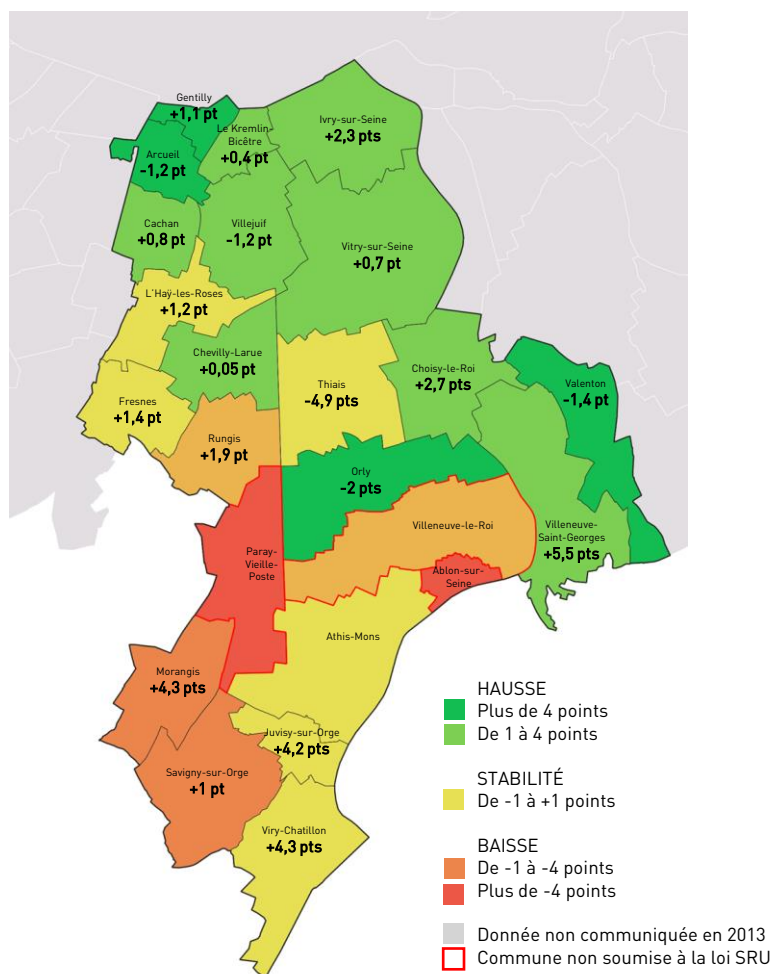 Gentilly
+1,1 pt
Le Kremlin-
Bicêtre
+0,4 pt
Ivry-sur-Seine
+2,3 pts
Arcueil
-1,2 pt
Cachan
+0,8 pt
Villejuif
-1,2 pt
Vitry-sur-Seine
+0,7 pt
L'Haÿ-les-Roses
+1,2 pt
Chevilly-Larue
+0,05 pt
Thiais
-4,9 pts
Choisy-le-Roi
+2,7 pts
Valenton
-1,4 pt
Fresnes
+1,4 pt
Rungis
+1,9 pt
Orly
-2 pts
Villeneuve-le-Roi
Villeneuve-
Saint-Georges
+5,5 pts
Paray-
Vieille-
Poste
Ablon-sur-
Seine
Athis-Mons
Morangis
+4,3 pts
Juvisy-sur-Orge
+4,2 pts
Savigny-sur-Orge
+1 pt
Viry-Chatillon
+4,3 pts
HAUSSE
Plus de 4 points
De 1 à 4 points
STABILITÉ
De -1 à +1 points
BAISSE
De -1 à -4 points
Plus de -4 points
Donnée non communiquée en 2013
Commune non soumise à la loi SRU